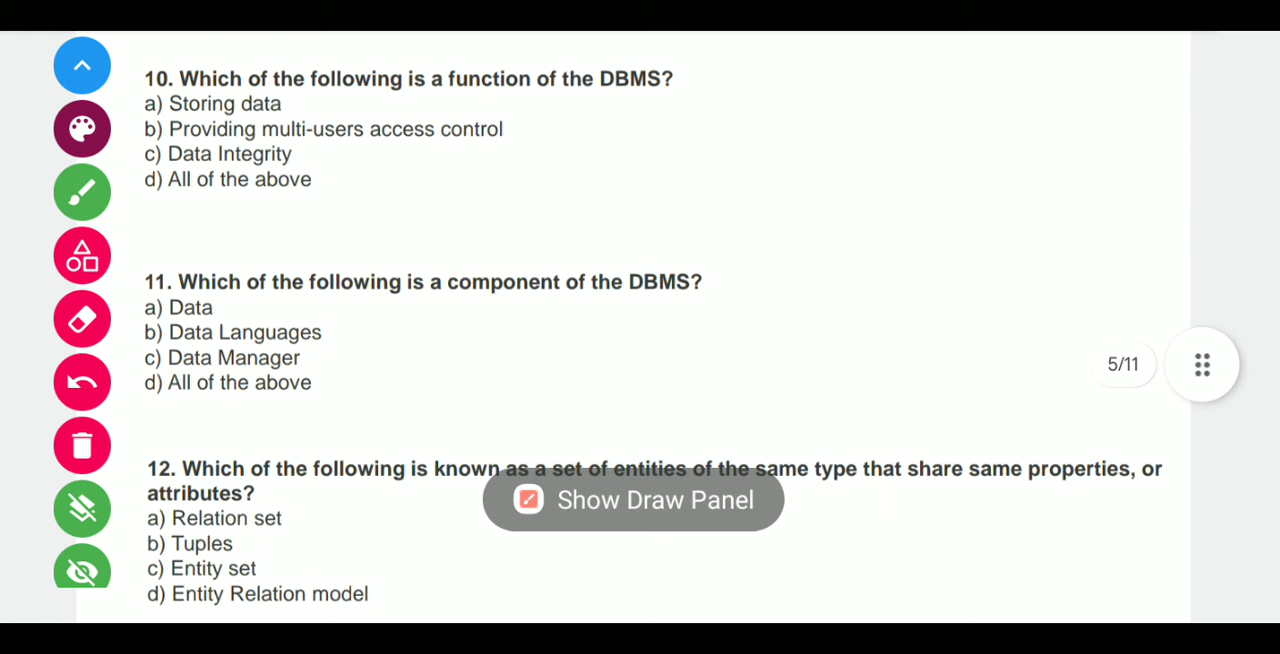 10. Which of the following is a function of the DBMS?
a) Storing data
b) Providing multi-users access control
c) Data Integrity
d) All of the above
11. Which of the following is a component of the DBMS?
a) Data
b) Data Languages
c) Data Manager
d) All of the above
5/11
12. Which of the following is known as a set of entities of the same type that share same properties, or
attributes?
Show Draw Panel
a) Relation set
b) Tuples
c) Entity set
d) Entity Relation model